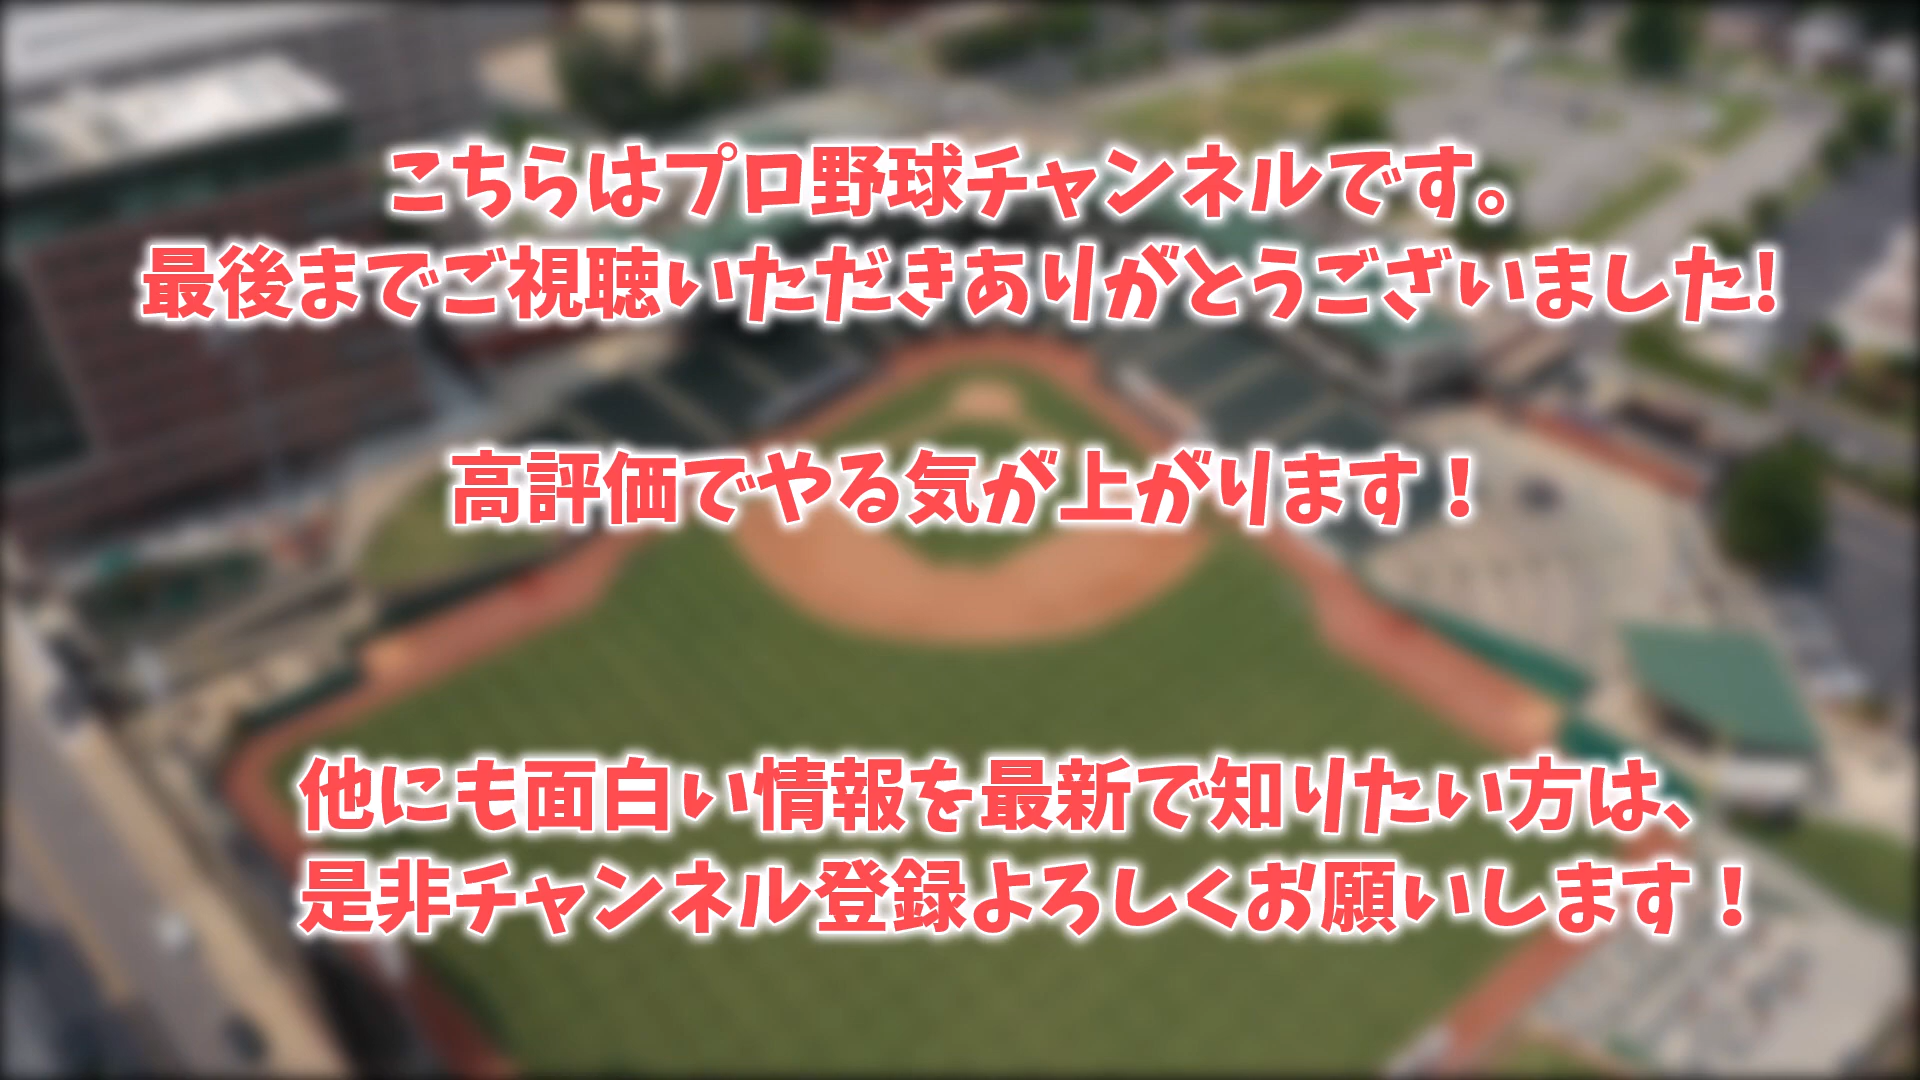 こちらはプロ野球チャンネルです。
最後までご視聴いただきありがとうございました!
高評価でやる気が上がります！
他にも面白い情報を最新で知りたい方は、
是非チャンネル登録よろしくお願いします！